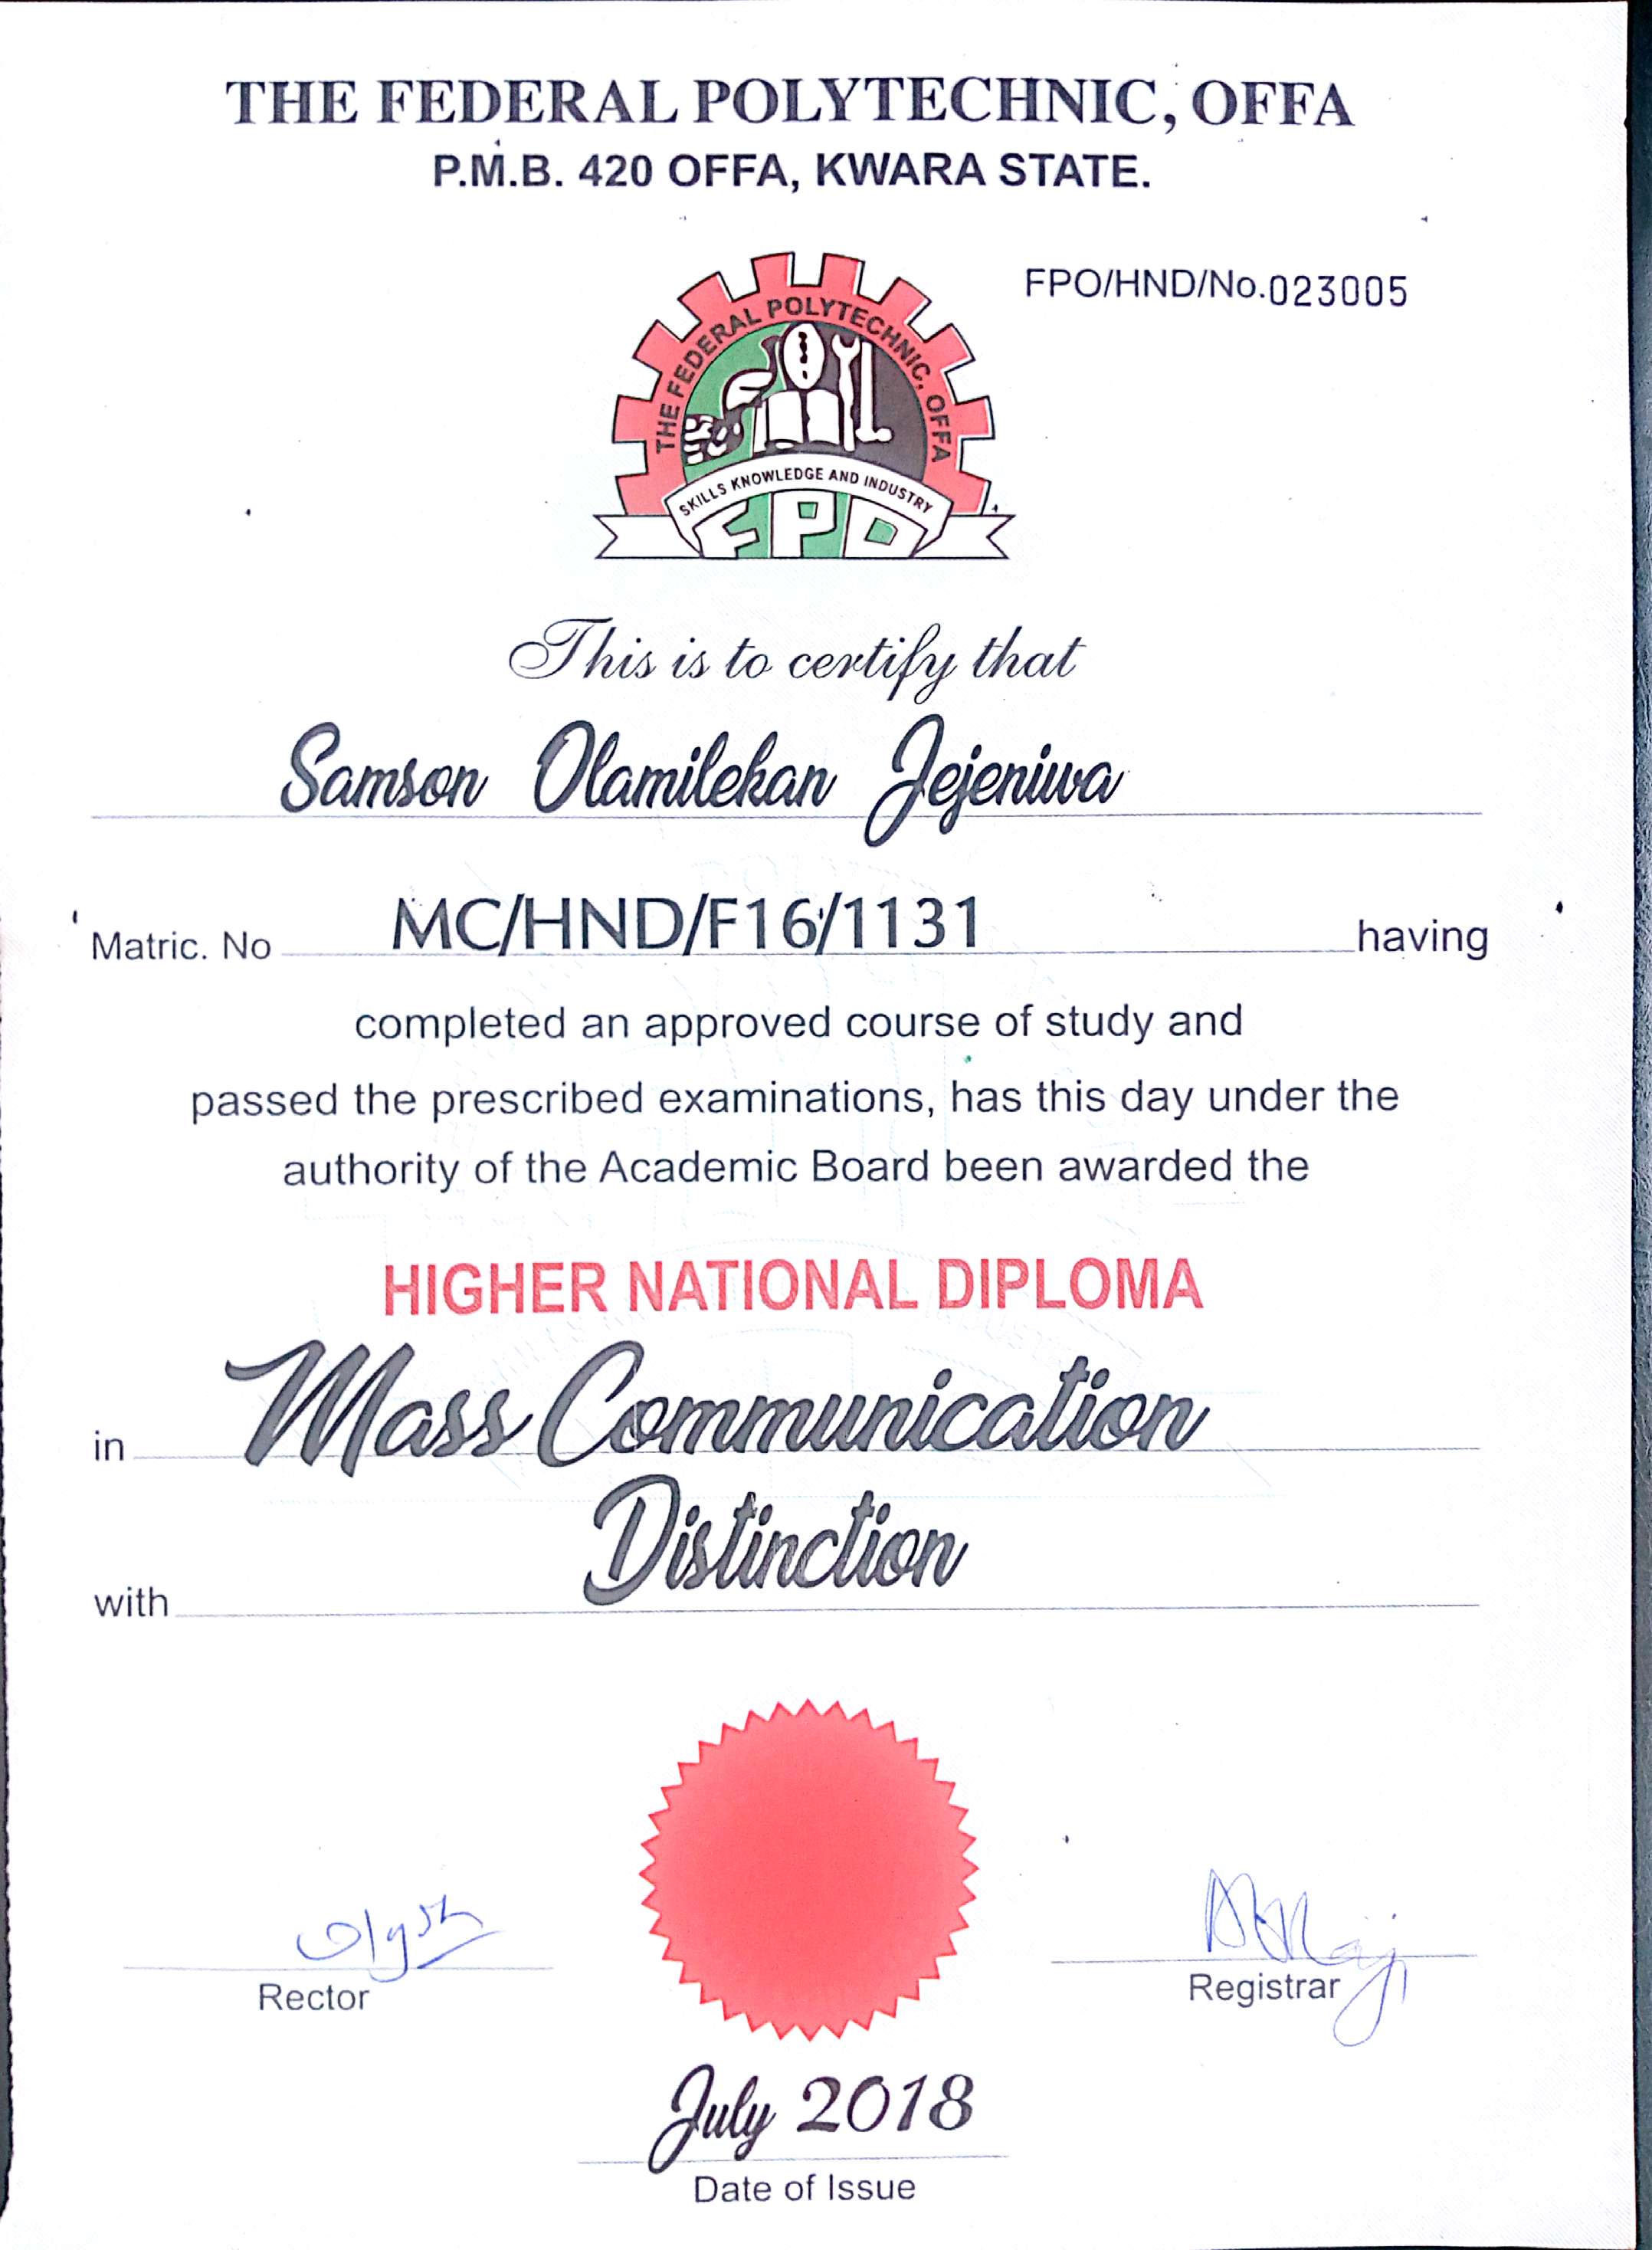 THE FEDERAL POLYTECHNIC, OFFA
P.M.B. 420 OFFA, KWARA STATE.
FPO/HND/No.023005
THE FEDERAL POLYTECHNIC, OFFA
SKILLS KNOWLEDGE AND INDUSTRY
FPO
This is to certify that
Samson Olamilekan Jejeniwa
Matric. No MC/HND/F16/1131 having
completed an approved course of study and
passed the prescribed examinations, has this day under the
authority of the Academic Board been awarded the
HIGHER NATIONAL DIPLOMA
in Mass Communication
with Distinction
Rector
Registrar
July 2018
Date of Issue